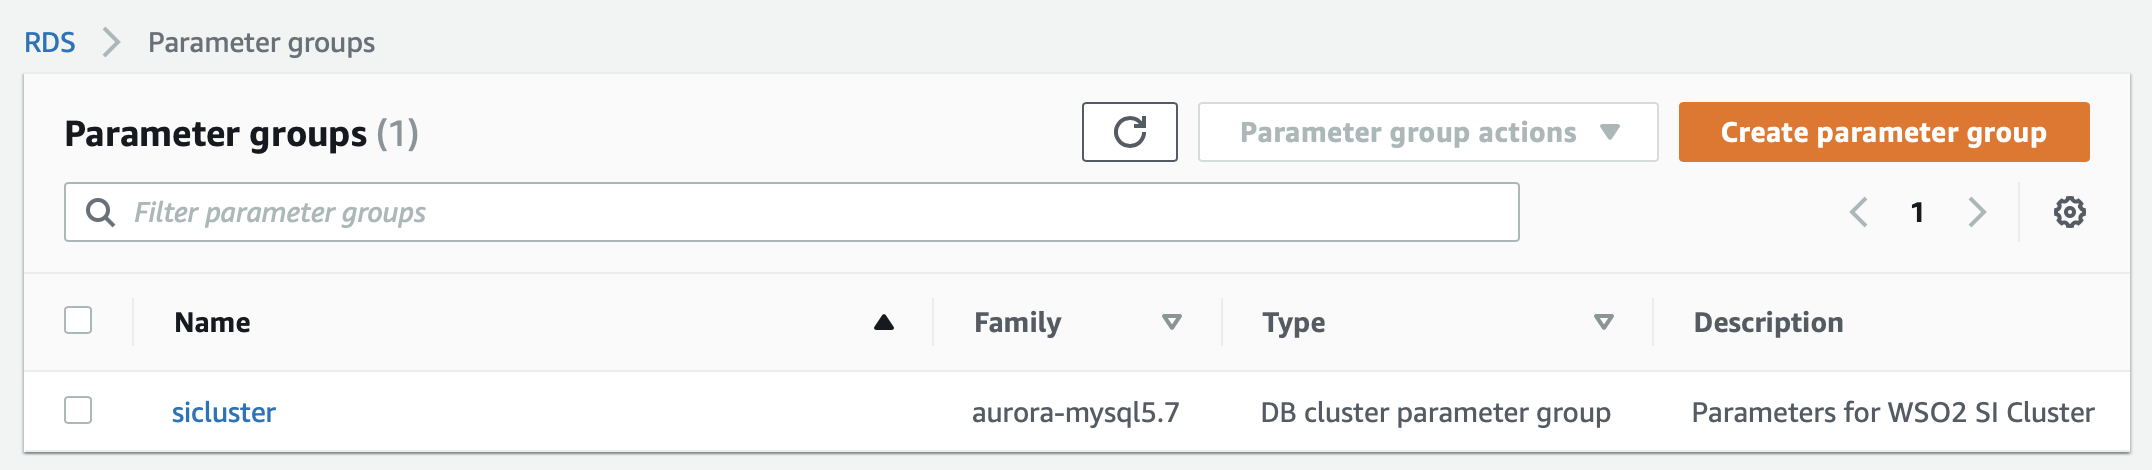 RDS > Parameter groups
Parameter groups (1)
Parameter group actions
Create parameter group
Filter parameter groups
1
Name Family Type Description
sicluster aurora-mysql5.7 DB cluster parameter group Parameters for WSO2 SI Cluster